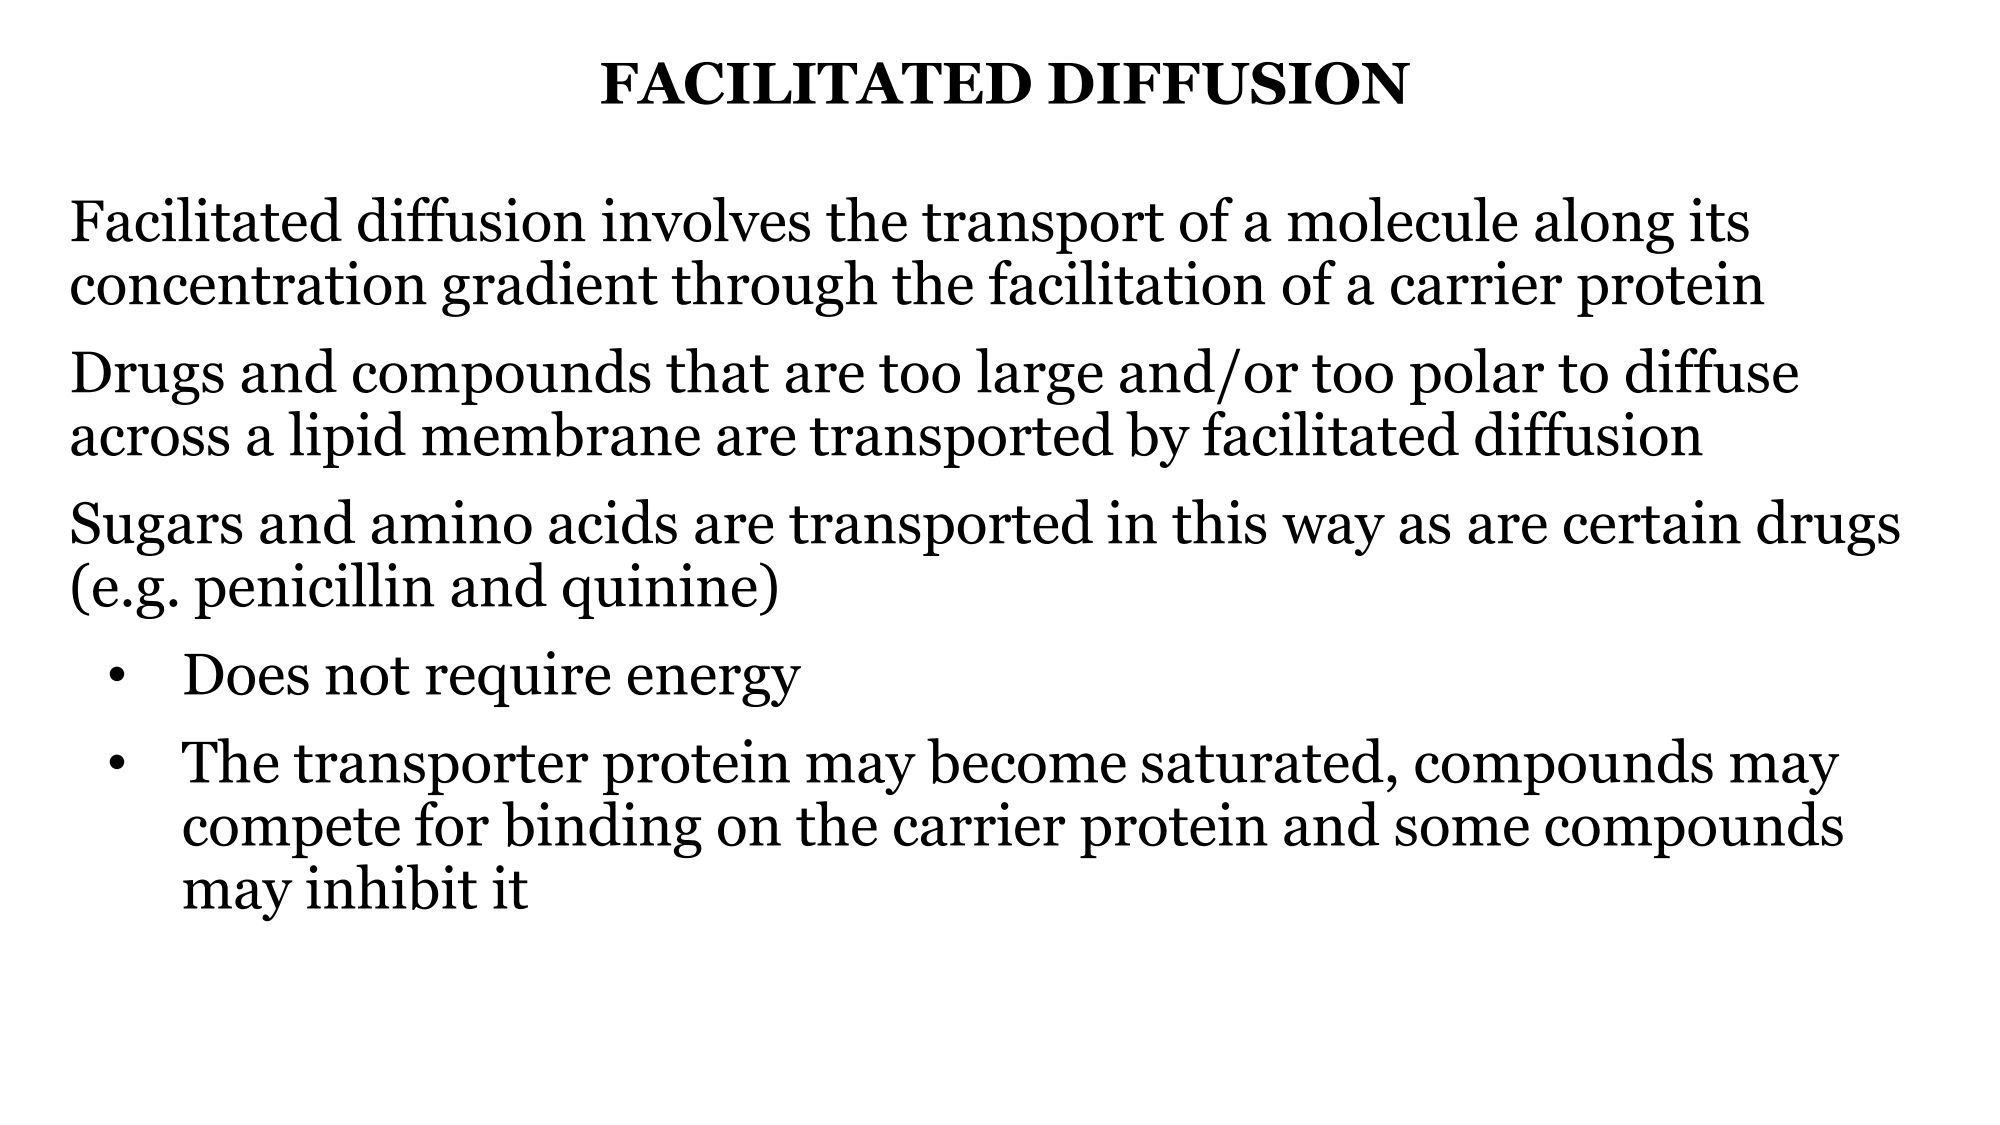 FACILITATED DIFFUSION
Facilitated diffusion involves the transport of a molecule along its
concentration gradient through the facilitation of a carrier protein
Drugs and compounds that are too large and/or too polar to diffuse
across a lipid membrane are transported by facilitated diffusion
Sugars and amino acids are transported in this way as are certain drugs
(e.g. penicillin and quinine)
• Does not require energy
• The transporter protein may become saturated, compounds may
compete for binding on the carrier protein and some compounds
may inhibit it